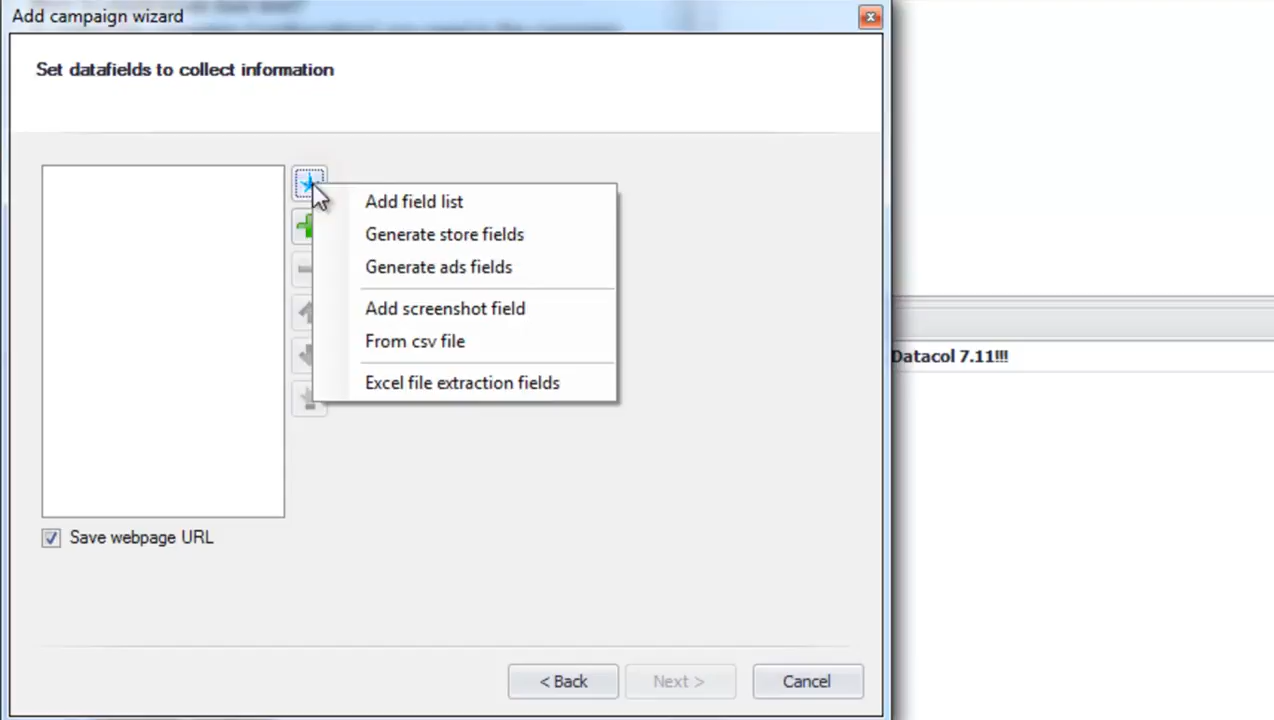 Add campaign wizard
Set datafields to collect information
Add field list
Generate store fields
Generate ads fields
Add screenshot field
From csv file
Datacol 7.11!!!
Excel file extraction fields
Save webpage URL
< Back
Next >
Cancel